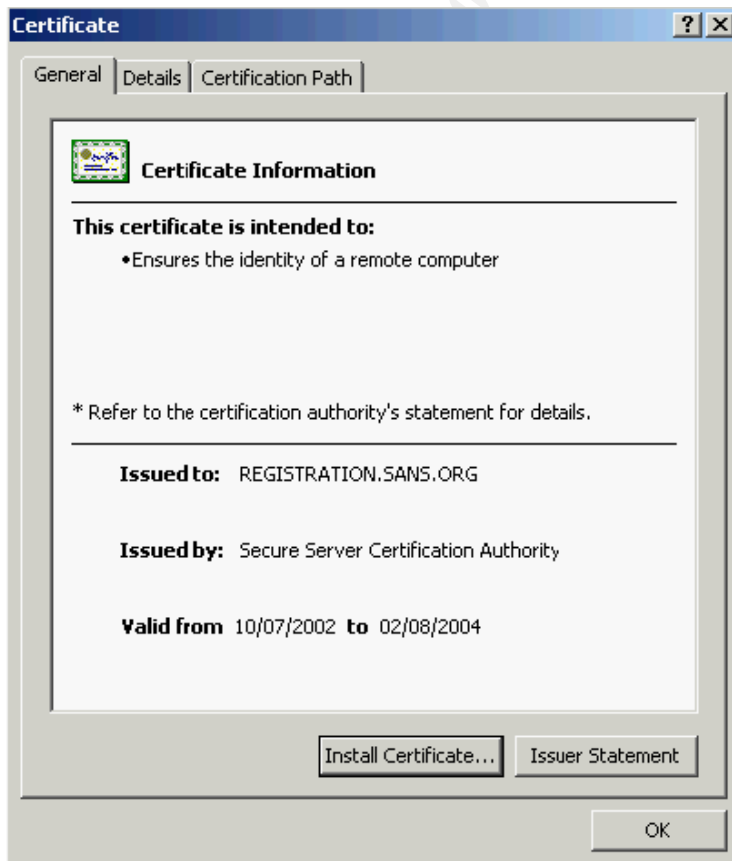 Certificate
General Details Certification Path
Certificate Information
This certificate is intended to:
•Ensures the identity of a remote computer
* Refer to the certification authority's statement for details.
Issued to: REGISTRATION.SANS.ORG
Issued by: Secure Server Certification Authority
Valid from 10/07/2002 to 02/08/2004
Install Certificate... Issuer Statement
OK